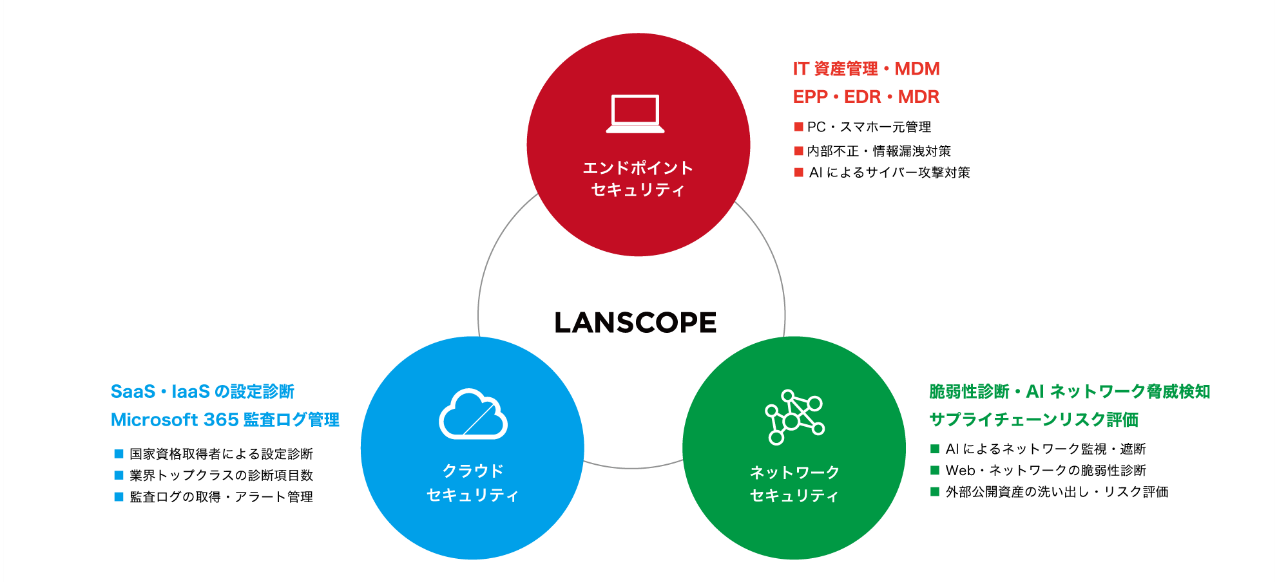 IT 資産管理・MDM
EPP・EDR・MDR
■ PC・スマホ一元管理
■ 内部不正・情報漏洩対策
■ AI によるサイバー攻撃対策
エンドポイント
セキュリティ
LANSCOPE
SaaS・IaaS の設定診断
Microsoft 365 監査ログ管理
■ 国家資格取得者による設定診断
■ 業界トップクラスの診断項目数
■ 監査ログの取得・アラート管理
クラウド
セキュリティ
ネットワーク
セキュリティ
脆弱性診断・AI ネットワーク脅威検知
サプライチェーンリスク評価
■ AI によるネットワーク監視・遮断
■ Web・ネットワークの脆弱性診断
■ 外部公開資産の洗い出し・リスク評価